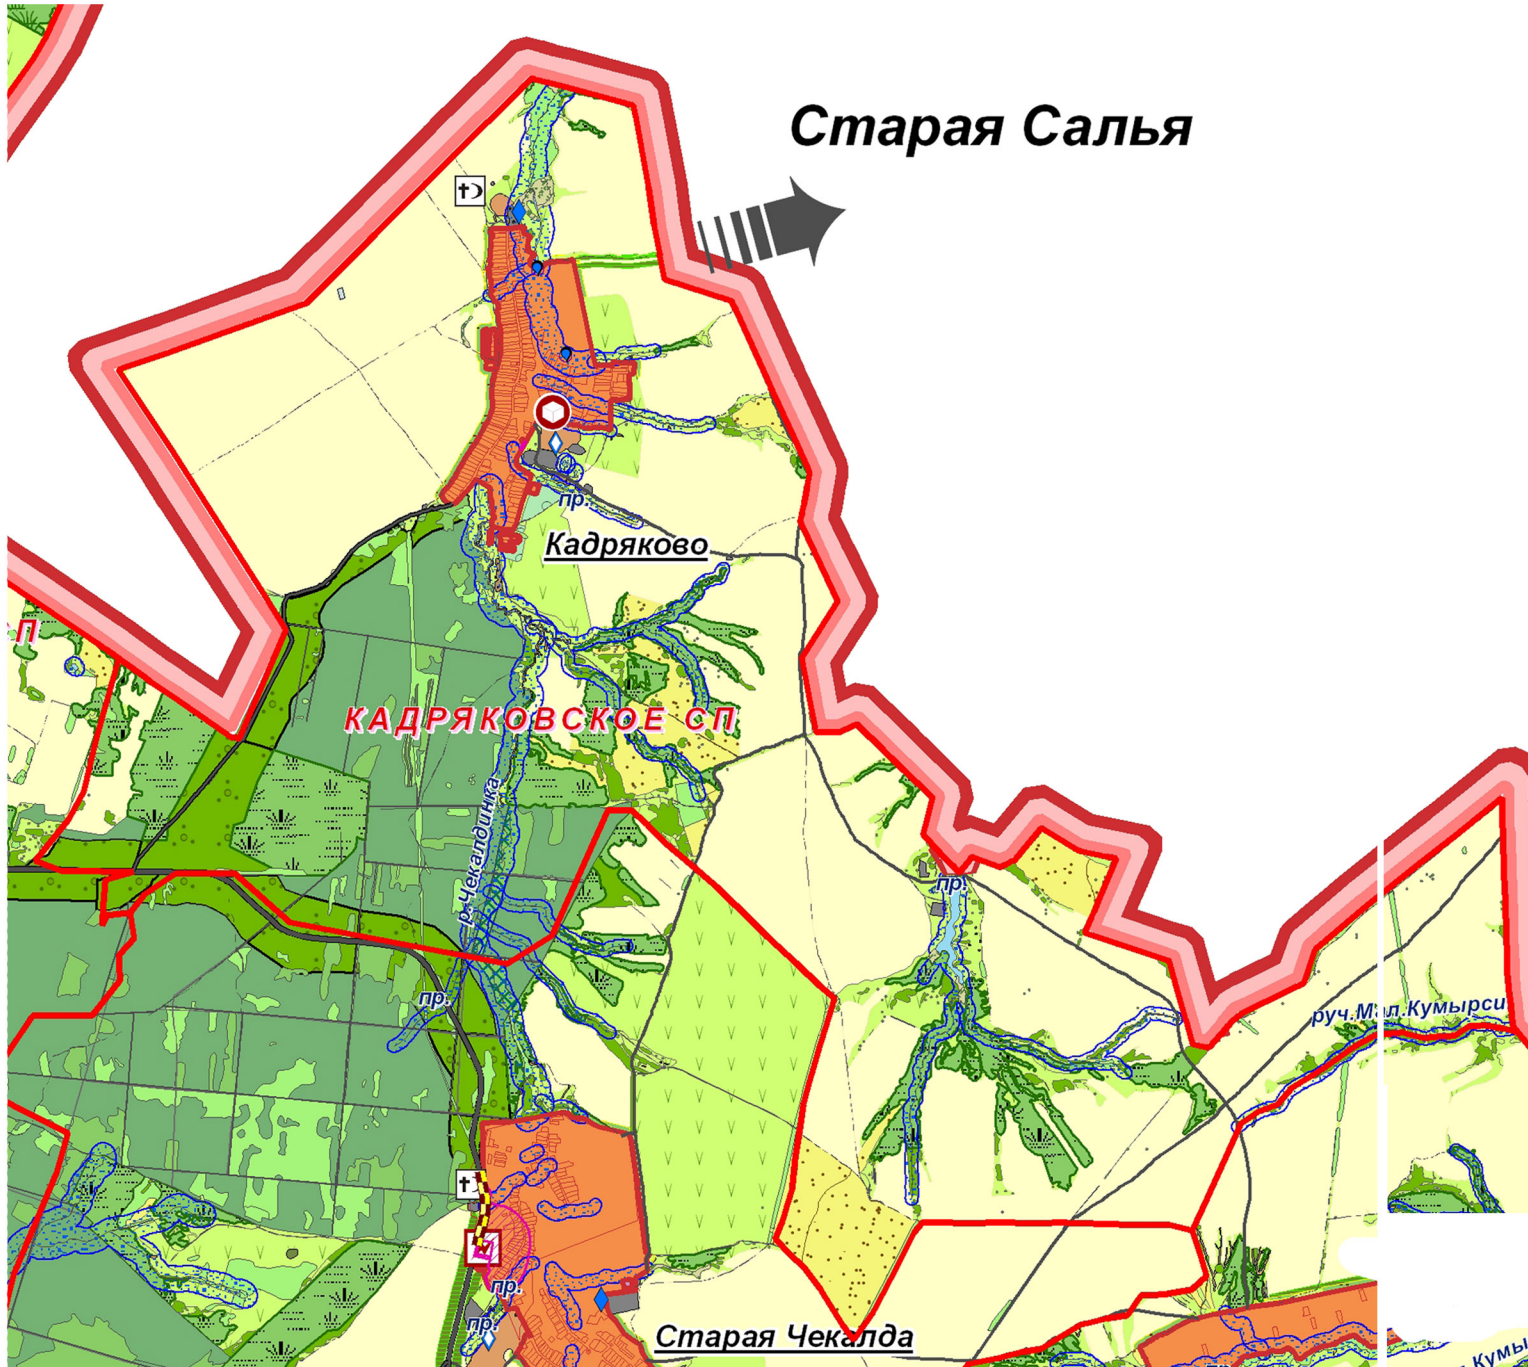 Старая Салья
пр.
Кадряково
П
КАДРЯКОВСКОЕ СП
р.Чекалдинка
пр.
пр.
руч.Мал.Кумырси
пр.
пр.
Старая Чекалда